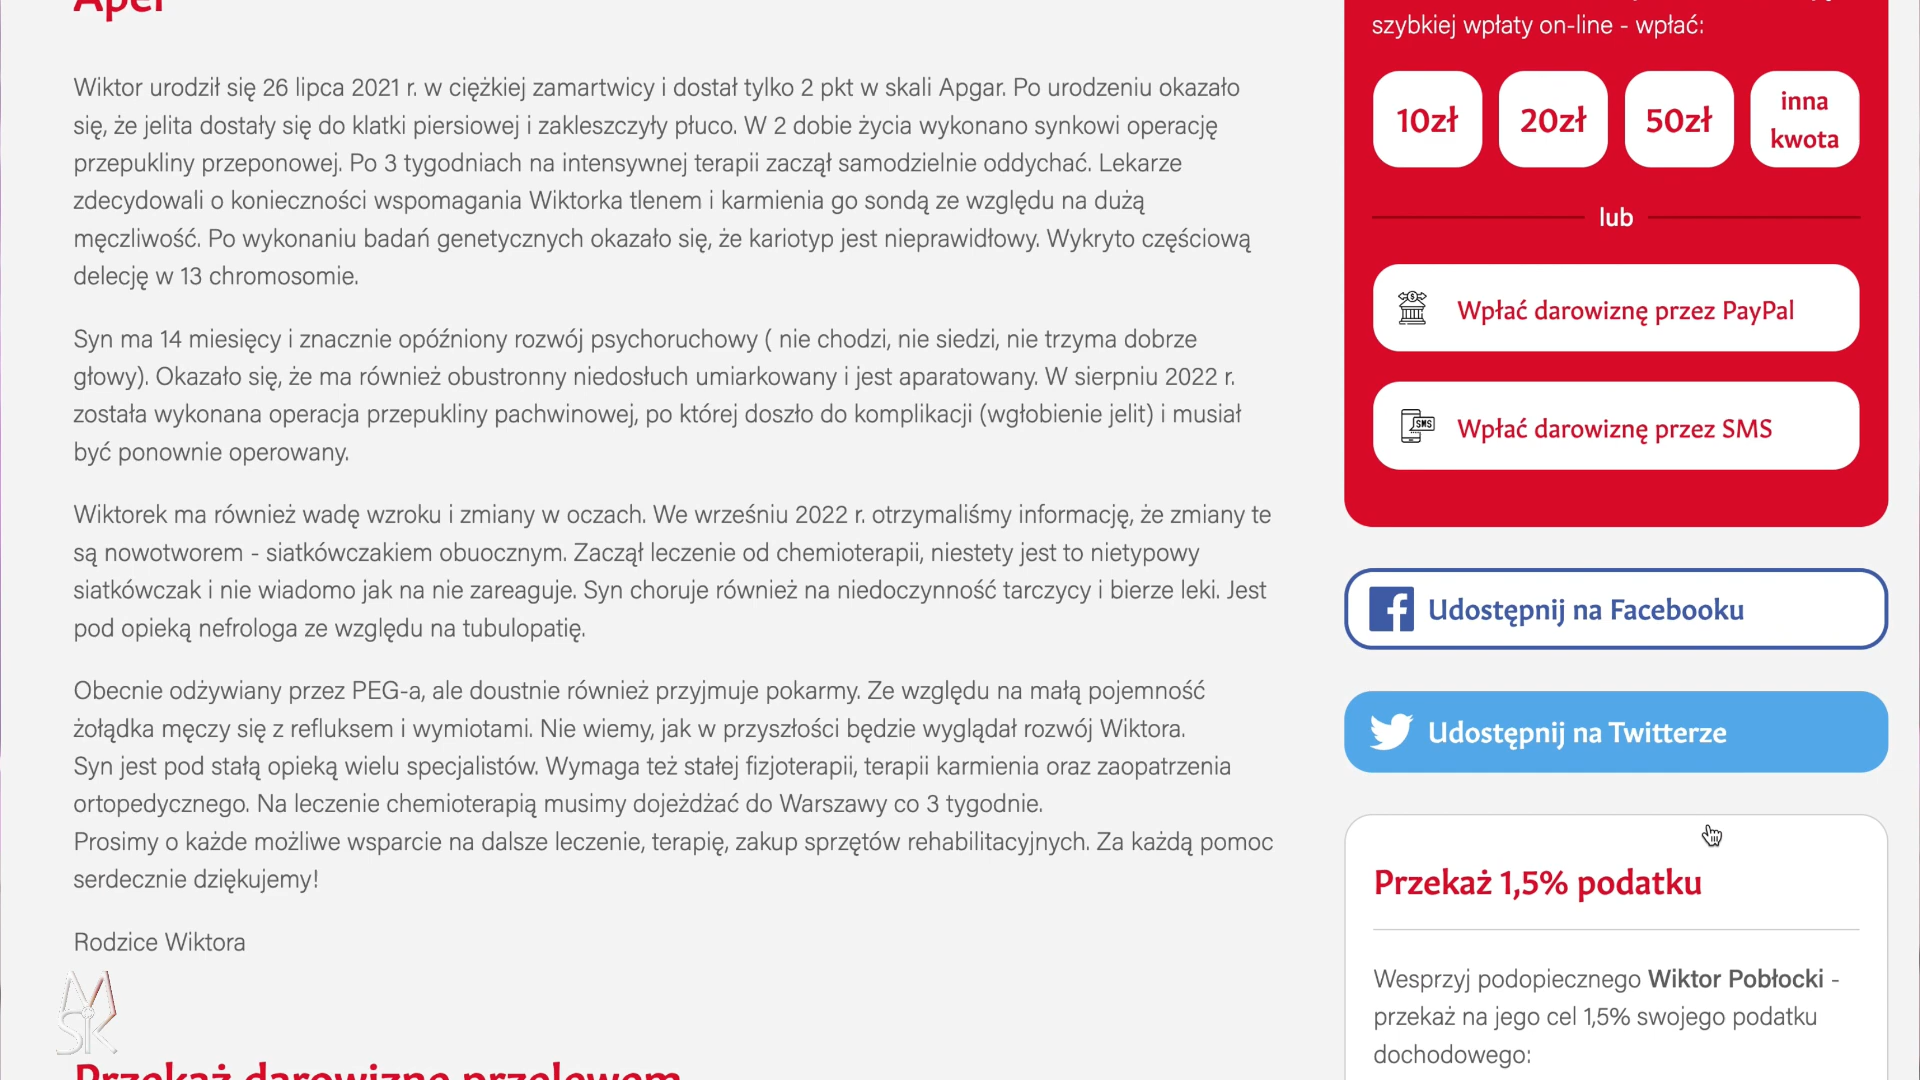 Apel
szybkiej wpłaty on-line - wpłać:
Wiktor urodził się 26 lipca 2021 r. w ciężkiej zamartwicy i dostał tylko 2 pkt w skali Apgar. Po urodzeniu okazało
się, że jelita dostały się do klatki piersiowej i zakleszczyły płuco. W 2 dobie życia wykonano synkowi operację
przepukliny przeponowej. Po 3 tygodniach na intensywnej terapii zaczął samodzielnie oddychać. Lekarze
zdecydowali o konieczności wspomagania Wiktorka tlenem i karmienia go sondą ze względu na dużą
męczliwość. Po wykonaniu badań genetycznych okazało się, że kariotyp jest nieprawidłowy. Wykryto częściową
delecję w 13 chromosomie.
Syn ma 14 miesięcy i znacznie opóźniony rozwój psychoruchowy ( nie chodzi, nie siedzi, nie trzyma dobrze
głowy). Okazało się, że ma również obustronny niedosłuch umiarkowany i jest aparatowany. W sierpniu 2022 r.
została wykonana operacja przepukliny pachwinowej, po której doszło do komplikacji (wgłobienie jelit) i musiał
być ponownie operowany.
Wiktorek ma również wadę wzroku i zmiany w oczach. We wrześniu 2022 r. otrzymaliśmy informację, że zmiany te
są nowotworem - siatkówczakiem obuocznym. Zaczął leczenie od chemioterapii, niestety jest to nietypowy
siatkówczak i nie wiadomo jak na nie zareaguje. Syn choruje również na niedoczynność tarczycy i bierze leki. Jest
pod opieką nefrologa ze względu na tubulopatię.
Obecnie odżywiany przez PEG-a, ale doustnie również przyjmuje pokarmy. Ze względu na małą pojemność
żołądka męczy się z refluksem i wymiotami. Nie wiemy, jak w przyszłości będzie wyglądał rozwój Wiktora.
Syn jest pod stałą opieką wielu specjalistów. Wymaga też stałej fizjoterapii, terapii karmienia oraz zaopatrzenia
ortopedycznego. Na leczenie chemioterapią musimy dojeżdżać do Warszawy co 3 tygodnie.
Prosimy o każde możliwe wsparcie na dalsze leczenie, terapię, zakup sprzętów rehabilitacyjnych. Za każdą pomoc
serdecznie dziękujemy!
Rodzice Wiktora
MSK
Przekaż darowiznę przelewem
10zł
20zł
50zł
inna
kwota
lub
Wpłać darowiznę przez PayPal
SMS
Wpłać darowiznę przez SMS
Udostępnij na Facebooku
Udostępnij na Twitterze
Przekaż 1,5% podatku
Wesprzyj podopiecznego Wiktor Pobłocki -
przekaż na jego cel 1,5% swojego podatku
dochodowego: